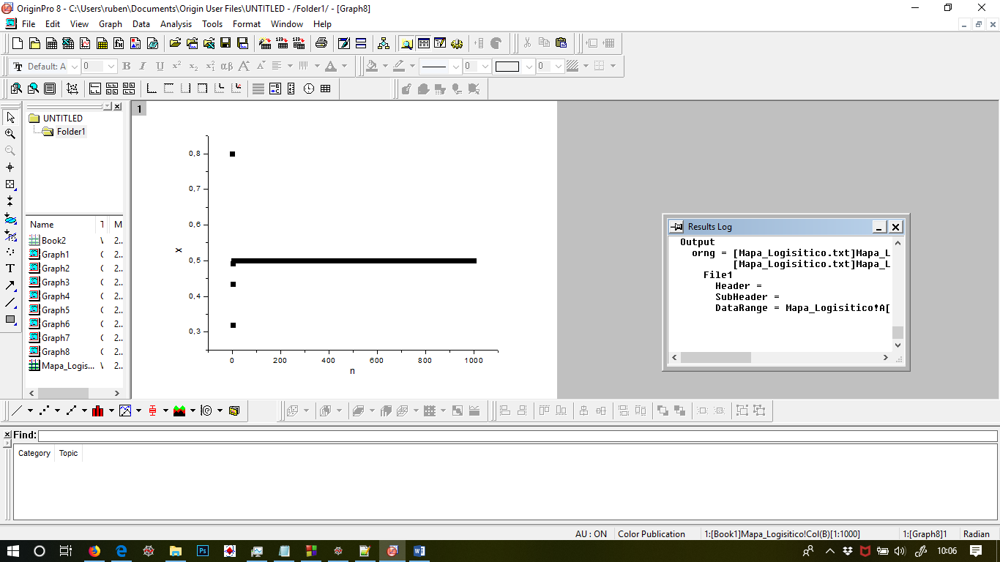 OriginPro 8 - C:\Users\ruben\Documents\Origin User Files\UNTITLED - /Folder1/ - [Graph8]
File Edit View Graph Data Analysis Tools Format Window Help
Default: A 0 B I U x² x₂ αβ A A A 0 0
UNTITLED
Folder1
Name T M
Book2 2..
Graph1 2..
Graph2 2..
Graph3 2..
Graph4 2..
Graph5 2..
Graph6 2..
Graph7 2..
Graph8 2..
Mapa_Logis... 2..
T
1
0,8
0,7
0,6
0,5
0,4
0,3
x
0 200 400 600 800 1000
n
Results Log
Output
orng = [Mapa_Logisitico.txt]Mapa_L
[Mapa_Logisitico.txt]Mapa_L
File1
Header =
SubHeader =
DataRange = Mapa_Logisitico!A[
Find:
Category Topic
AU : ON Color Publication 1:[Book1]Mapa_Logisitico!Col(B)[1:1000] 1:[Graph8]1 Radian
Ps
10:06